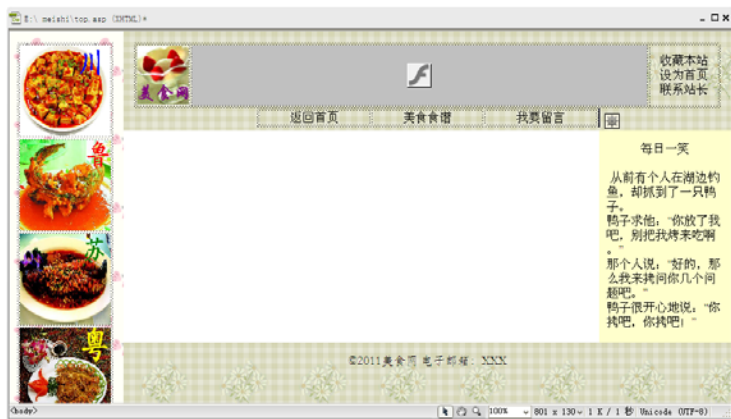 E:\ meishi\top.asp (XHTML)*
川
鲁
苏
粤
美食网
收藏本站
设为首页
联系站长
返回首页
美食食谱
我要留言
每日一笑
从前有个人在湖边钓
鱼，却抓到了一只鸭
子。
鸭子求他：“你放了我
吧，别把我烤来吃啊
。”
那个人说：“好的，那
么我来拷问你几个问
题吧。”
鸭子很开心地说：“你
拷吧，你拷吧！”
©2011美食网 电子邮箱： XXX
<body>
100%
801 x 130
1 K / 1 秒
Unicode (UTF-8)